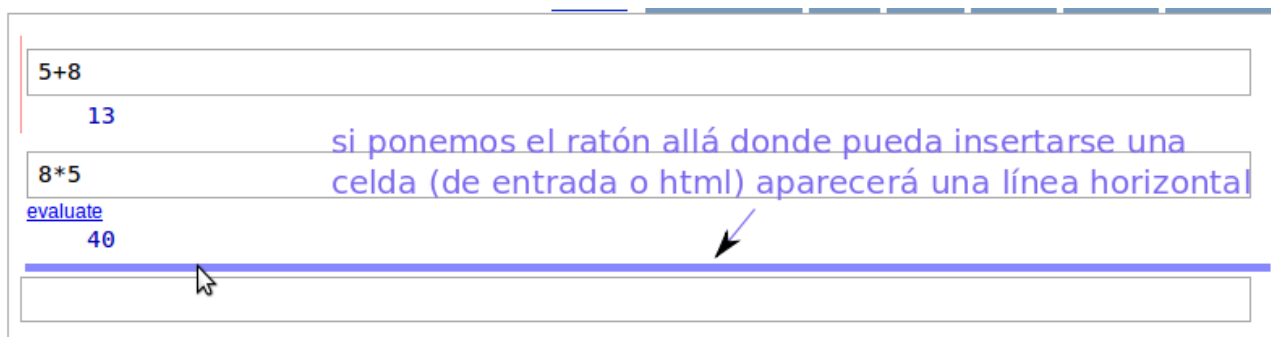 5+8
13
si ponemos el ratón allá donde pueda insertarse una
8*5
celda (de entrada o html) aparecerá una línea horizontal
evaluate
40